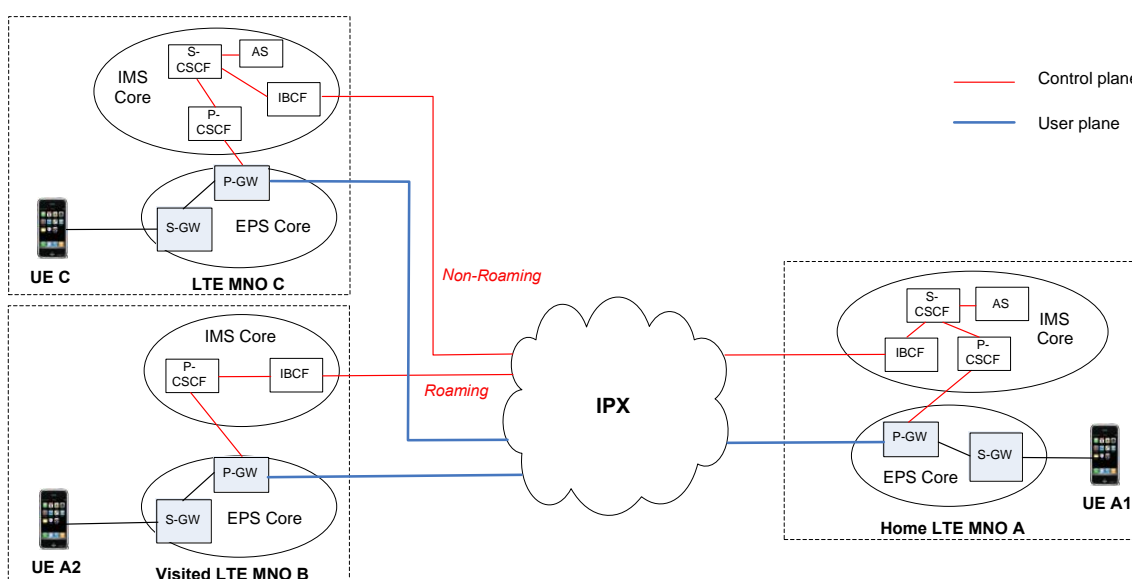 S-
CSCF
AS
IMS
Core
IBCF
P-
CSCF
P-GW
S-GW
EPS Core
UE C
LTE MNO C
Control plane
User plane
Non-Roaming
IMS Core
P-
CSCF
IBCF
Roaming
P-GW
S-GW
EPS Core
UE A2
Visited LTE MNO B
IPX
S-
CSCF
AS
IMS
Core
IBCF
P-
CSCF
P-GW
S-GW
EPS Core
UE A1
Home LTE MNO A